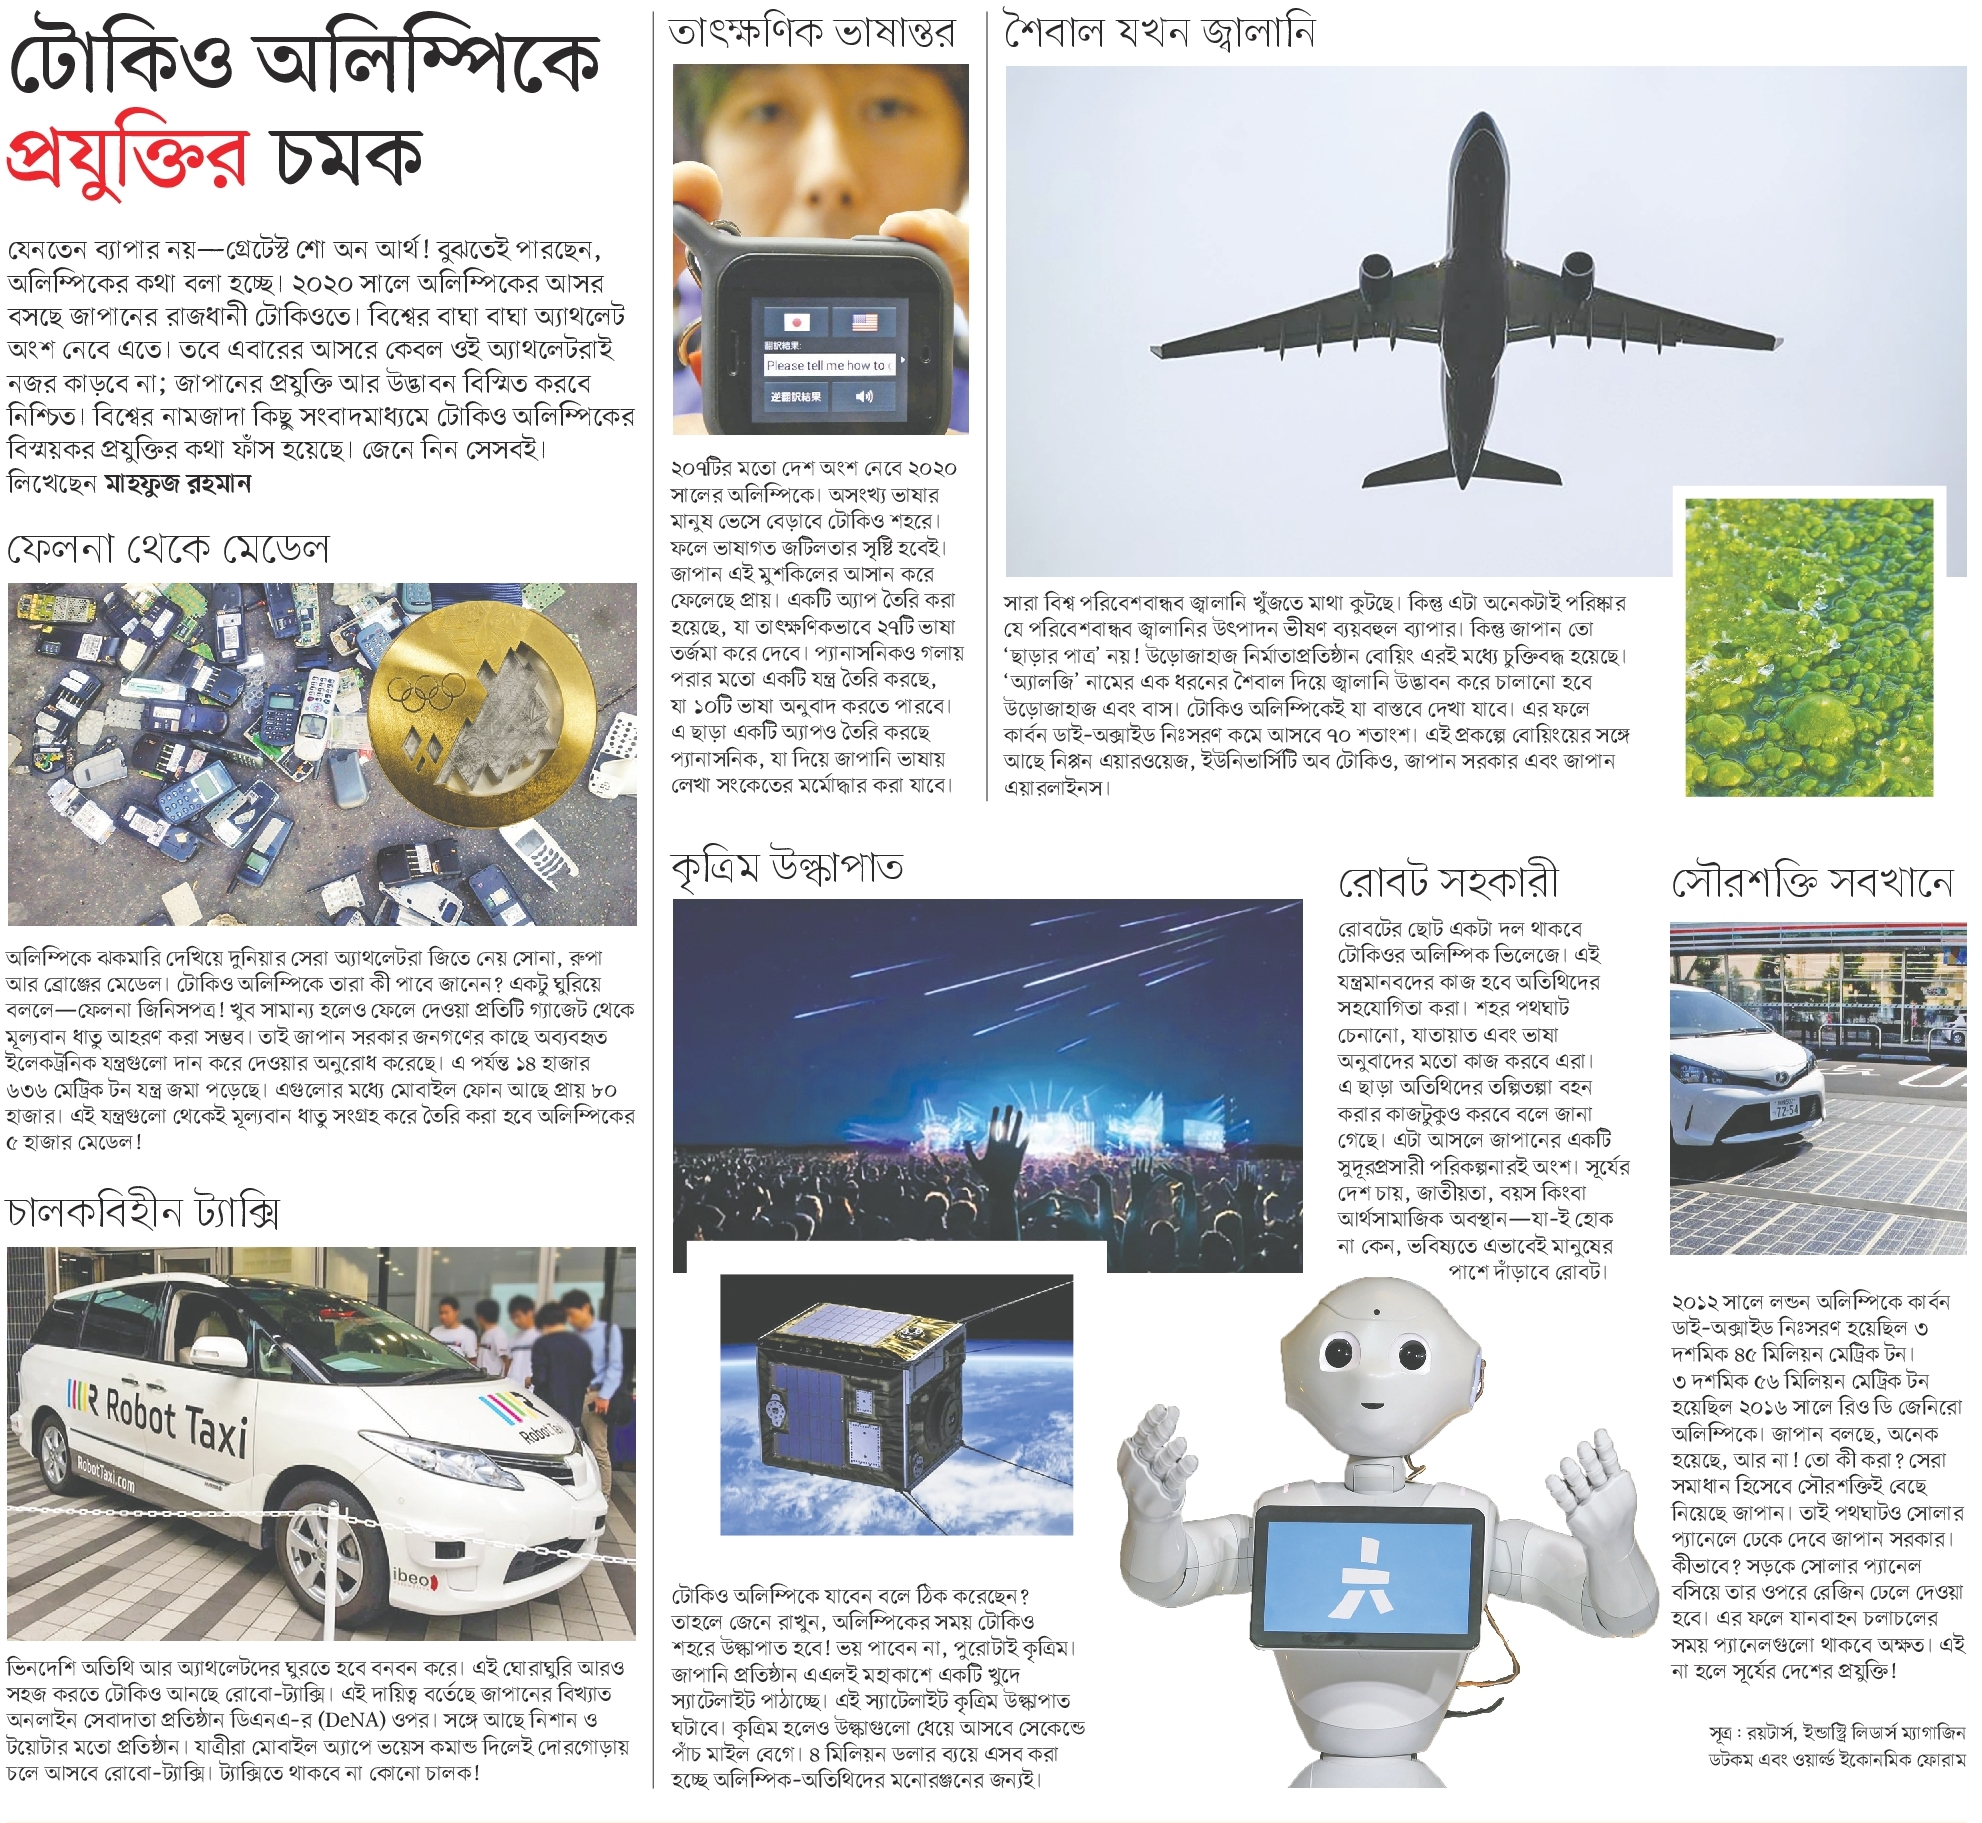 টোকিও অলিম্পিকে
প্রযুক্তির চমক
যেনতেন ব্যাপার নয়—গ্রেটেস্ট শো অন আর্থ! বুঝতেই পারছেন,
অলিম্পিকের কথা বলা হচ্ছে। ২০২০ সালে অলিম্পিকের আসর
বসছে জাপানের রাজধানী টোকিওতে। বিশ্বের বাঘা বাঘা অ্যাথলেট
অংশ নেবে এতে। তবে এবারের আসরে কেবল ওই অ্যাথলেটরাই
নজর কাড়বে না; জাপানের প্রযুক্তি আর উদ্ভাবন বিস্মিত করবে
নিশ্চিত। বিশ্বের নামজাদা কিছু সংবাদমাধ্যমে টোকিও অলিম্পিকের
বিস্ময়কর প্রযুক্তির কথা ফাঁস হয়েছে। জেনে নিন সেসবই।
লিখেছেন মাহফুজ রহমান
ফেলনা থেকে মেডেল
অলিম্পিকে ঝকমারি দেখিয়ে দুনিয়ার সেরা অ্যাথলেটরা জিতে নেয় সোনা, রুপা
আর ব্রোঞ্জের মেডেল। টোকিও অলিম্পিকে তারা কী পাবে জানেন? একটু ঘুরিয়ে
বললে—ফেলনা জিনিসপত্র! খুব সামান্য হলেও ফেলে দেওয়া প্রতিটি গ্যাজেট থেকে
মূল্যবান ধাতু আহরণ করা সম্ভব। তাই জাপান সরকার জনগণের কাছে অব্যবহৃত
ইলেকট্রনিক যন্ত্রগুলো দান করে দেওয়ার অনুরোধ করেছে। এ পর্যন্ত ১৪ হাজার
৬৩৬ মেট্রিক টন যন্ত্র জমা পড়েছে। এগুলোর মধ্যে মোবাইল ফোন আছে প্রায় ৮০
হাজার। এই যন্ত্রগুলো থেকেই মূল্যবান ধাতু সংগ্রহ করে তৈরি করা হবে অলিম্পিকের
৫ হাজার মেডেল!
চালকবিহীন ট্যাক্সি
Robot Taxi
RobotTaxi.com
Robot Taxi
ibeo
ভিনদেশি অতিথি আর অ্যাথলেটদের ঘুরতে হবে বনবন করে। এই ঘোরাঘুরি আরও
সহজ করতে টোকিও আনছে রোবো-ট্যাক্সি। এই দায়িত্ব বর্তেছে জাপানের বিখ্যাত
অনলাইন সেবাদাতা প্রতিষ্ঠান ডিএনএ-র (DeNA) ওপর। সঙ্গে আছে নিশান ও
টয়োটার মতো প্রতিষ্ঠান। যাত্রীরা মোবাইল অ্যাপে ভয়েস কমান্ড দিলেই দোরগোড়ায়
চলে আসবে রোবো-ট্যাক্সি। ট্যাক্সিতে থাকবে না কোনো চালক!
তাৎক্ষণিক ভাষান্তর
翻訳結果:
Please tell me how to
逆翻訳結果
২০৭টির মতো দেশ অংশ নেবে ২০২০
সালের অলিম্পিকে। অসংখ্য ভাষার
মানুষ ভেসে বেড়াবে টোকিও শহরে।
ফলে ভাষাগত জটিলতার সৃষ্টি হবেই।
জাপান এই মুশকিলের আসান করে
ফেলেছে প্রায়। একটি অ্যাপ তৈরি করা
হয়েছে, যা তাৎক্ষণিকভাবে ২৭টি ভাষা
তর্জমা করে দেবে। প্যানাসনিকও গলায়
পরার মতো একটি যন্ত্র তৈরি করছে,
যা ১০টি ভাষা অনুবাদ করতে পারবে।
এ ছাড়া একটি অ্যাপও তৈরি করছে
প্যানাসনিক, যা দিয়ে জাপানি ভাষায়
লেখা সংকেতের মর্মোদ্ধার করা যাবে।
শৈবাল যখন জ্বালানি
সারা বিশ্ব পরিবেশবান্ধব জ্বালানি খুঁজতে মাথা কুটছে। কিন্তু এটা অনেকটাই পরিষ্কার
যে পরিবেশবান্ধব জ্বালানির উৎপাদন ভীষণ ব্যয়বহুল ব্যাপার। কিন্তু জাপান তো
‘ছাড়ার পাত্র’ নয়! উড়োজাহাজ নির্মাতাপ্রতিষ্ঠান বোয়িং এরই মধ্যে চুক্তিবদ্ধ হয়েছে।
‘অ্যালজি’ নামের এক ধরনের শৈবাল দিয়ে জ্বালানি উদ্ভাবন করে চালানো হবে
উড়োজাহাজ এবং বাস। টোকিও অলিম্পিকেই যা বাস্তবে দেখা যাবে। এর ফলে
কার্বন ডাই-অক্সাইড নিঃসরণ কমে আসবে ৭০ শতাংশ। এই প্রকল্পে বোয়িংয়ের সঙ্গে
আছে নিপ্পন এয়ারওয়েজ, ইউনিভার্সিটি অব টোকিও, জাপান সরকার এবং জাপান
এয়ারলাইনস।
কৃত্রিম উল্কাপাত
টোকিও অলিম্পিকে যাবেন বলে ঠিক করেছেন?
তাহলে জেনে রাখুন, অলিম্পিকের সময় টোকিও
শহরে উল্কাপাত হবে! ভয় পাবেন না, পুরোটাই কৃত্রিম।
জাপানি প্রতিষ্ঠান এএলই মহাকাশে একটি খুদে
স্যাটেলাইট পাঠাচ্ছে। এই স্যাটেলাইট কৃত্রিম উল্কাপাত
ঘটাবে। কৃত্রিম হলেও উল্কাগুলো ধেয়ে আসবে সেকেন্ডে
পাঁচ মাইল বেগে। ৪ মিলিয়ন ডলার ব্যয়ে এসব করা
হচ্ছে অলিম্পিক-অতিথিদের মনোরঞ্জনের জন্যই।
রোবট সহকারী
রোবটের ছোট একটা দল থাকবে
টোকিওর অলিম্পিক ভিলেজে। এই
যন্ত্রমানবদের কাজ হবে অতিথিদের
সহযোগিতা করা। শহর পথঘাট
চেনানো, যাতায়াত এবং ভাষা
অনুবাদের মতো কাজ করবে এরা।
এ ছাড়া অতিথিদের তল্পিতল্পা বহন
করার কাজটুকুও করবে বলে জানা
গেছে। এটা আসলে জাপানের একটি
সুদূরপ্রসারী পরিকল্পনারই অংশ। সূর্যের
দেশ চায়, জাতীয়তা, বয়স কিংবা
আর্থসামাজিক অবস্থান—যা-ই হোক
না কেন, ভবিষ্যতে এভাবেই মানুষের
পাশে দাঁড়াবে রোবট।
সৌরশক্তি সবখানে
72-54
২০১২ সালে লন্ডন অলিম্পিকে কার্বন
ডাই-অক্সাইড নিঃসরণ হয়েছিল ৩
দশমিক ৪৫ মিলিয়ন মেট্রিক টন।
৩ দশমিক ৫৬ মিলিয়ন মেট্রিক টন
হয়েছিল ২০১৬ সালে রিও ডি জেনিরো
অলিম্পিকে। জাপান বলছে, অনেক
হয়েছে, আর না! তো কী করা? সেরা
সমাধান হিসেবে সৌরশক্তিই বেছে
নিয়েছে জাপান। তাই পথঘাটও সোলার
প্যানেলে ঢেকে দেবে জাপান সরকার।
কীভাবে? সড়কে সোলার প্যানেল
বসিয়ে তার ওপরে রেজিন ঢেলে দেওয়া
হবে। এর ফলে যানবাহন চলাচলের
সময় প্যানেলগুলো থাকবে অক্ষত। এই
না হলে সূর্যের দেশের প্রযুক্তি!
সূত্র : রয়টার্স, ইন্ডাস্ট্রি লিডার্স ম্যাগাজিন
ডটকম এবং ওয়ার্ল্ড ইকোনমিক ফোরাম